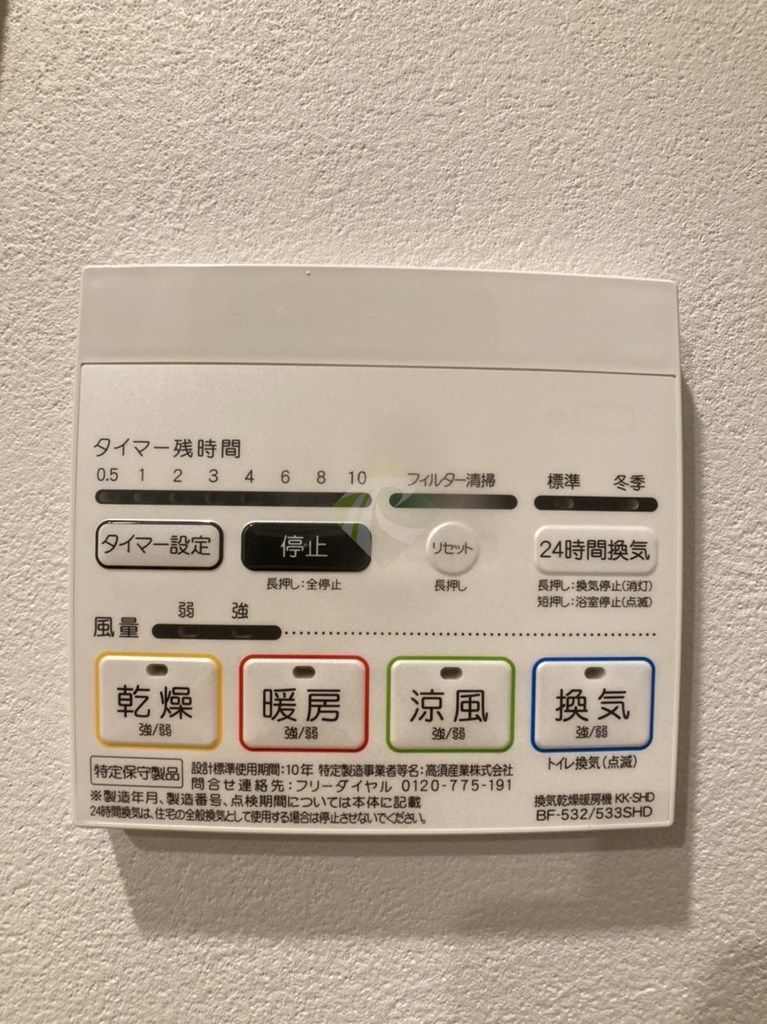 タイマー残時間
0.5 1 2 3 4 6 8 10 フィルター清掃 標準 冬季
タイマー設定 停止 リセット 24時間換気
長押し:全停止 長押し 長押し:換気停止(消灯)
短押し:浴室停止(点滅)
弱 強
風量
乾燥 暖房 涼風 換気
強/弱 強/弱 強/弱 強/弱
トイレ換気(点滅)
特定保守製品 設計標準使用期間:10年 特定製造事業者等名:高須産業株式会社
問合せ連絡先:フリーダイヤル 0120-775-191
※製造年月、製造番号、点検期間については本体に記載
24時間換気は、住宅の全般換気として使用する場合は停止させないでください。
換気乾燥暖房機 KK-SHD
BF-532/533SHD